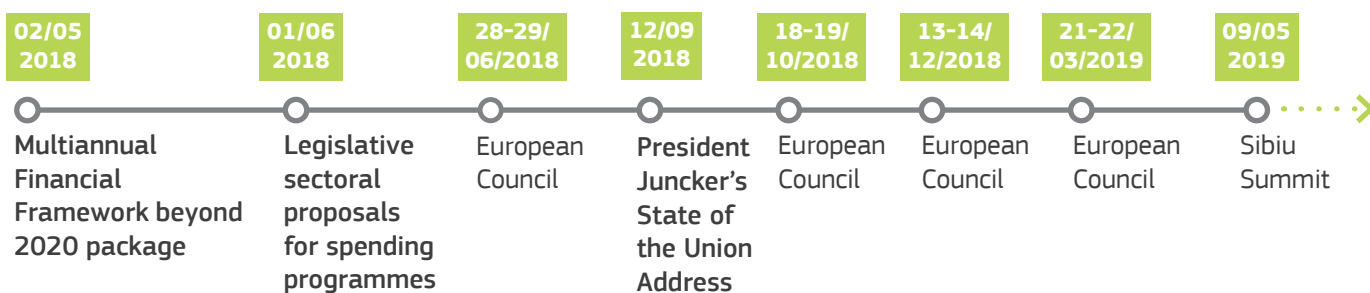 02/05
2018
01/06
2018
28-29/
06/2018
12/09
2018
18-19/
10/2018
13-14/
12/2018
21-22/
03/2019
09/05
2019
Multiannual
Financial
Framework beyond
2020 package
Legislative
sectoral
proposals
for spending
programmes
European
Council
President
Juncker’s
State of
the Union
Address
European
Council
European
Council
European
Council
Sibiu
Summit